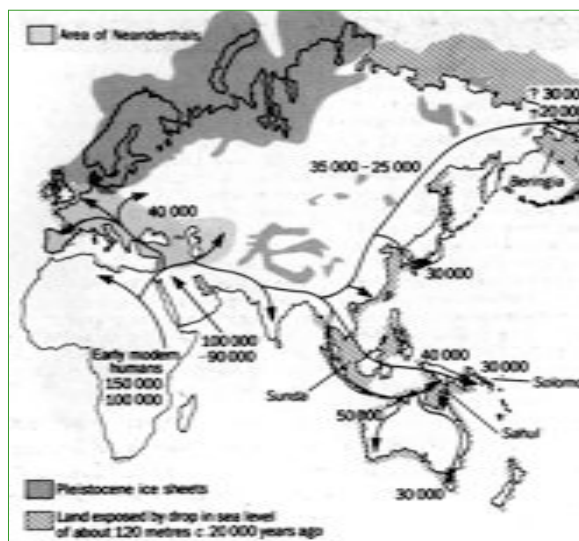 Area of Neanderthals
? 30 000
? 20 000
Beringia
35 000 – 25 000
40 000
30 000
100 000
– 90 000
Early modern
humans
150 000
100 000
40 000
30 000
Sunda
Solomo
50 000
Sahul
30 000
Pleistocene ice sheets
Land exposed by drop in sea level
of about 120 metres c. 20 000 years ago